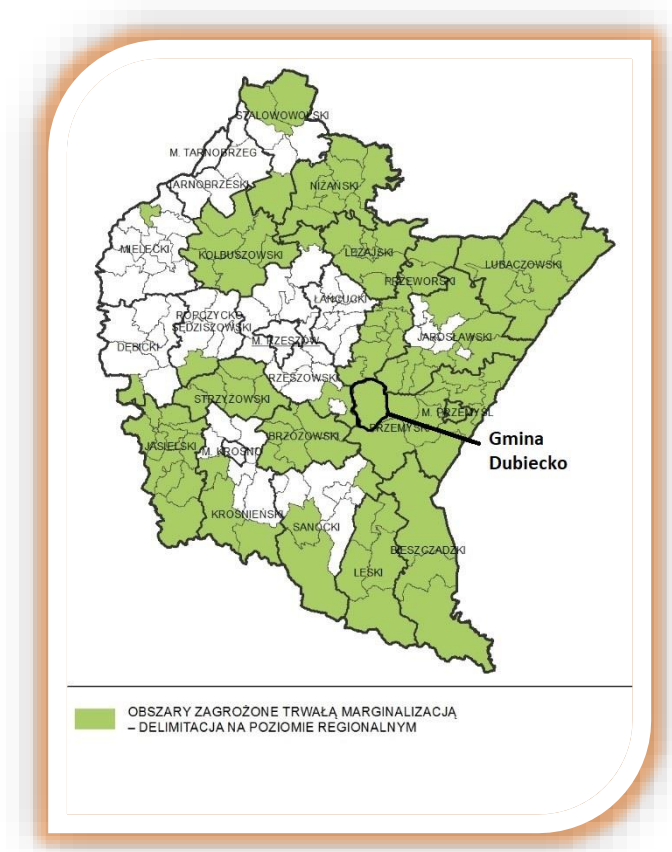 STALOWOWOLSKI
M. TARNOBRZEG
TARNOBRZESKI
NIŻAŃSKI
MIELECKI
KOLBUSZOWSKI
LEŻAJSKI
LUBACZOWSKI
PRZEWORSKI
ŁAŃCUCKI
ROPCZYCKO
SĘDZISZOWSKI
JAROSŁAWSKI
DĘBICKI
M. RZESZÓW
RZESZOWSKI
STRZYŻOWSKI
M. PRZEMYŚL
PRZEMYSKI
Gmina
Dubiecko
BRZOZOWSKI
JASIELSKI
M. KROSNO
KROŚNIEŃSKI
SANOCKI
BIESZCZADZKI
LESKI
OBSZARY ZAGROŻONE TRWAŁĄ MARGINALIZACJĄ
– DELIMITACJA NA POZIOMIE REGIONALNYM